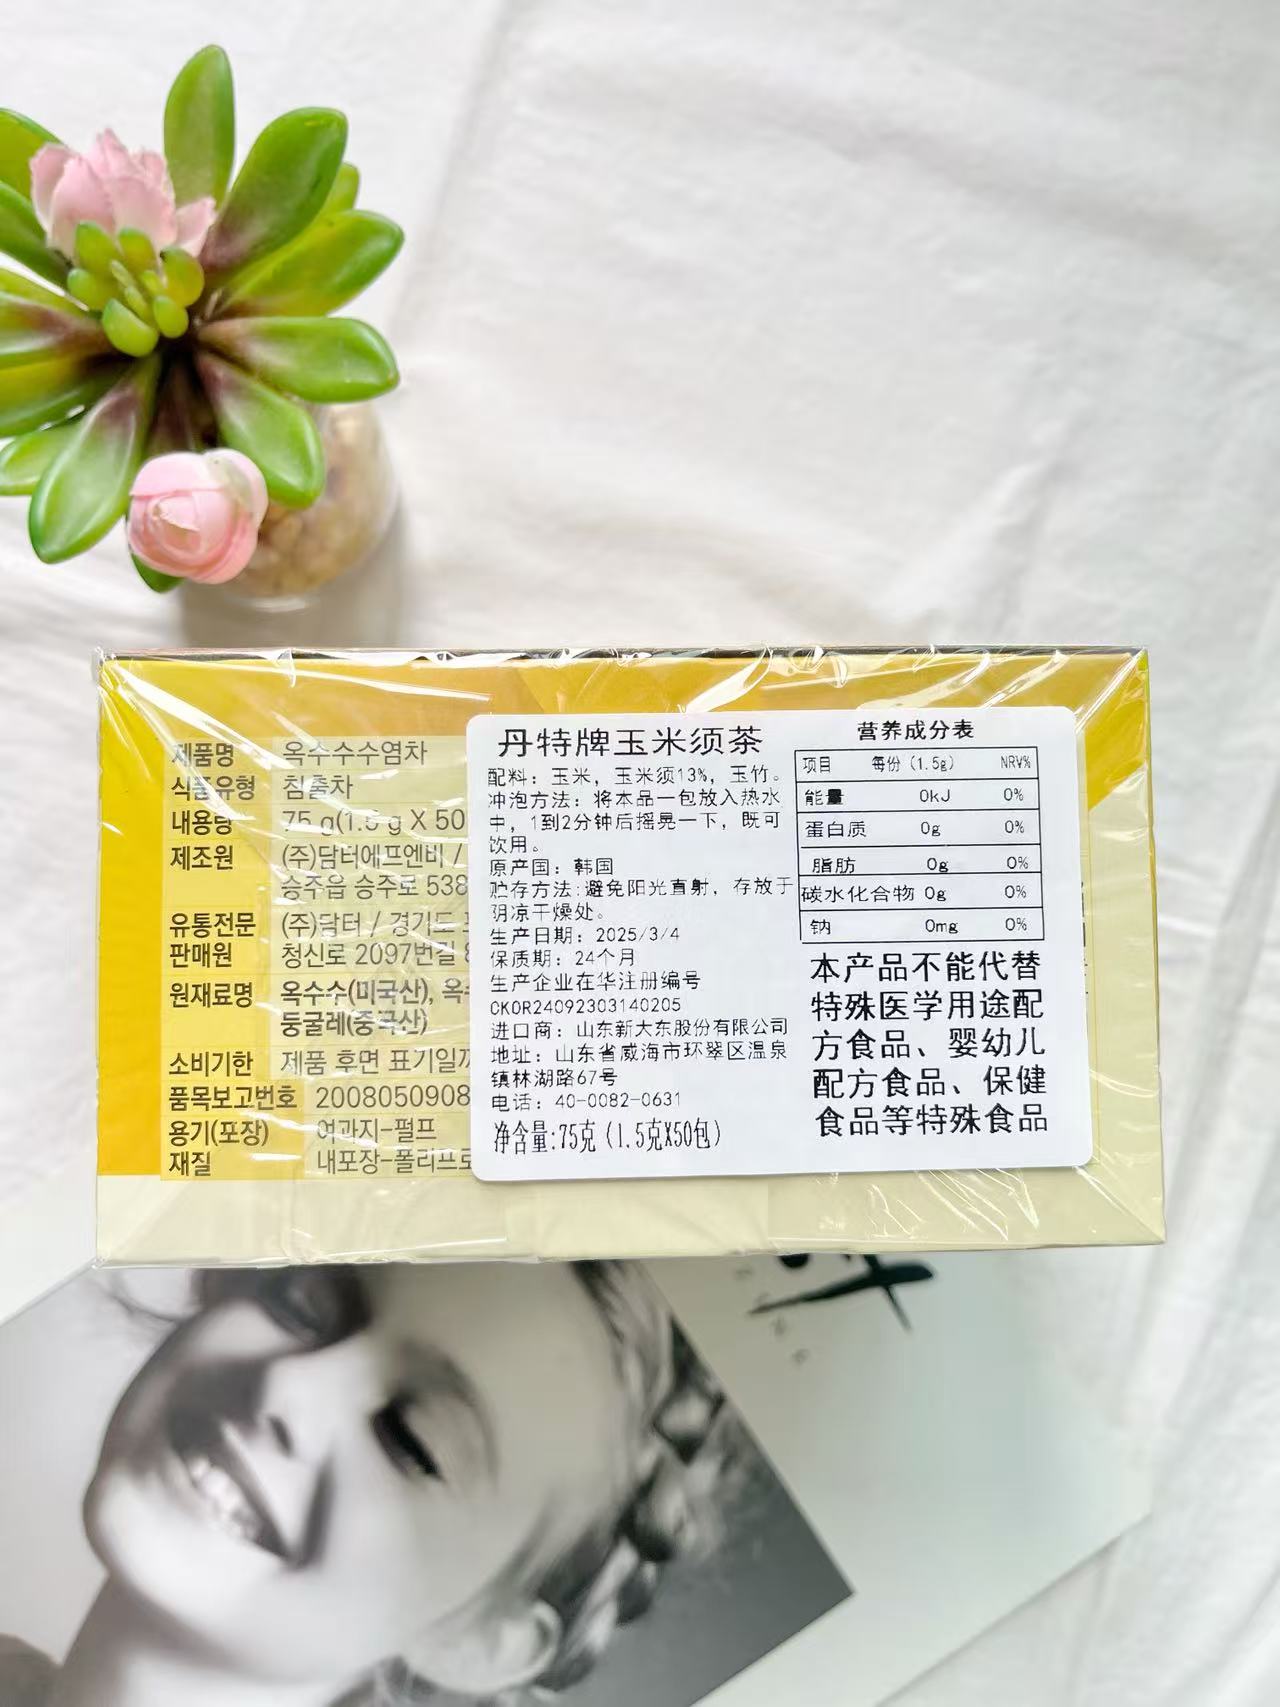 제품명 옥수수수염차
식품유형 침출차
내용량 75 g(1.5 g X 50
제조원 (주)담터에프엔비 /
승주읍 승주로 538
유통전문 (주)담터 / 경기도
판매원 청신로 2097번길
원재료명 옥수수(미국산), 옥
둥굴레(중국산)
소비기한 제품 후면 표기일까
품목보고번호 2008050908
용기(포장) 여과지-펄프
재질 내포장-폴리프로
丹特牌玉米须茶
配料：玉米，玉米须13%，玉竹。
冲泡方法：将本品一包放入热水
中，1到2分钟后摇晃一下，既可
饮用。
原产国：韩国
贮存方法:避免阳光直射，存放于
阴凉干燥处。
生产日期：2025/3/4
保质期：24个月
生产企业在华注册编号
CKOR24092303140205
进口商：山东新大东股份有限公司
地址：山东省威海市环翠区温泉
镇林湖路67号
电话：40-0082-0631
净含量:75克（1.5克X50包）
营养成分表
项目 每份（1.5g） NRV%
能量 0kJ 0%
蛋白质 0g 0%
脂肪 0g 0%
碳水化合物 0g 0%
钠 0mg 0%
本产品不能代替
特殊医学用途配
方食品、婴幼儿
配方食品、保健
食品等特殊食品